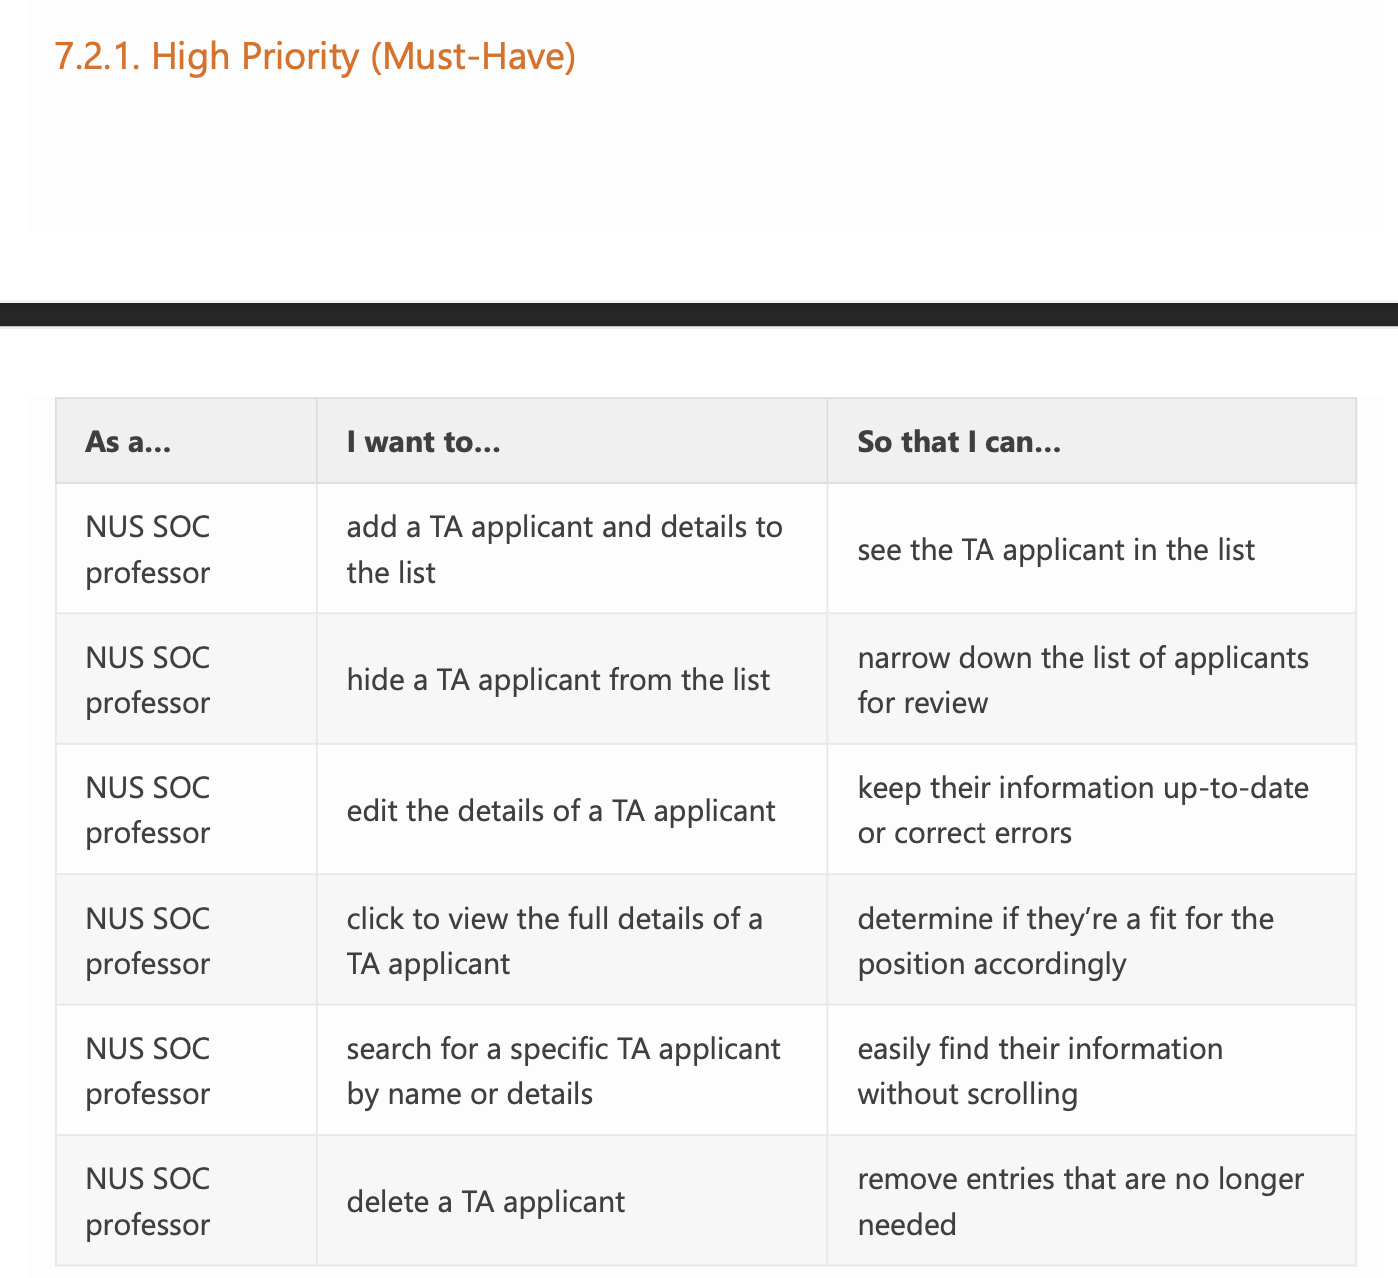 7.2.1. High Priority (Must-Have)
As a...
I want to...
So that I can...
NUS SOC
professor
add a TA applicant and details to
the list
see the TA applicant in the list
NUS SOC
professor
hide a TA applicant from the list
narrow down the list of applicants
for review
NUS SOC
professor
edit the details of a TA applicant
keep their information up-to-date
or correct errors
NUS SOC
professor
click to view the full details of a
TA applicant
determine if they’re a fit for the
position accordingly
NUS SOC
professor
search for a specific TA applicant
by name or details
easily find their information
without scrolling
NUS SOC
professor
delete a TA applicant
remove entries that are no longer
needed